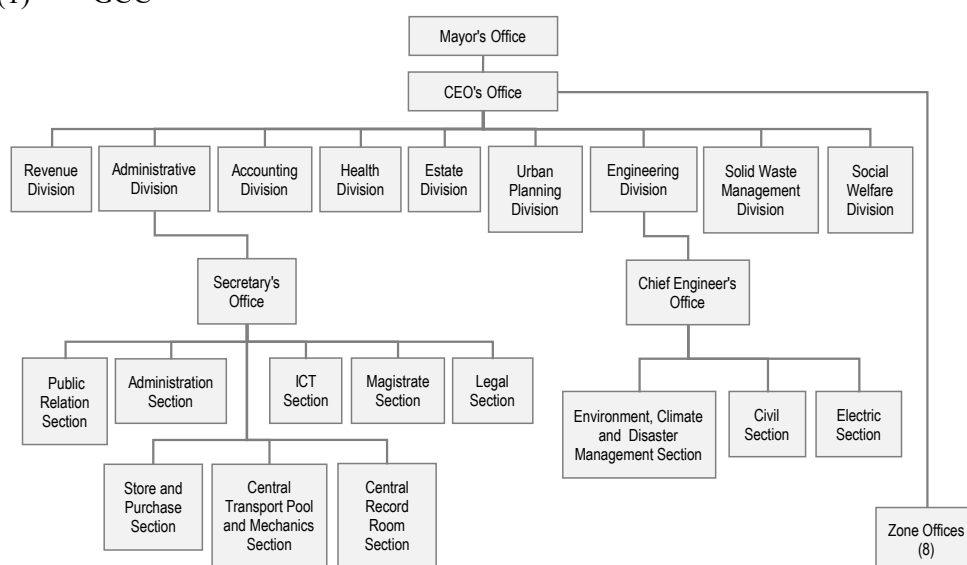 Mayor's Office
CEO's Office
Revenue
Division
Administrative
Division
Accounting
Division
Health
Division
Estate
Division
Urban
Planning
Division
Engineering
Division
Solid Waste
Management
Division
Social
Welfare
Division
Secretary's
Office
Chief Engineer's
Office
Public
Relation
Section
Administration
Section
ICT
Section
Magistrate
Section
Legal
Section
Environment, Climate
and Disaster
Management Section
Civil
Section
Electric
Section
Store and
Purchase
Section
Central
Transport Pool
and Mechanics
Section
Central
Record
Room
Section
Zone Offices
(8)